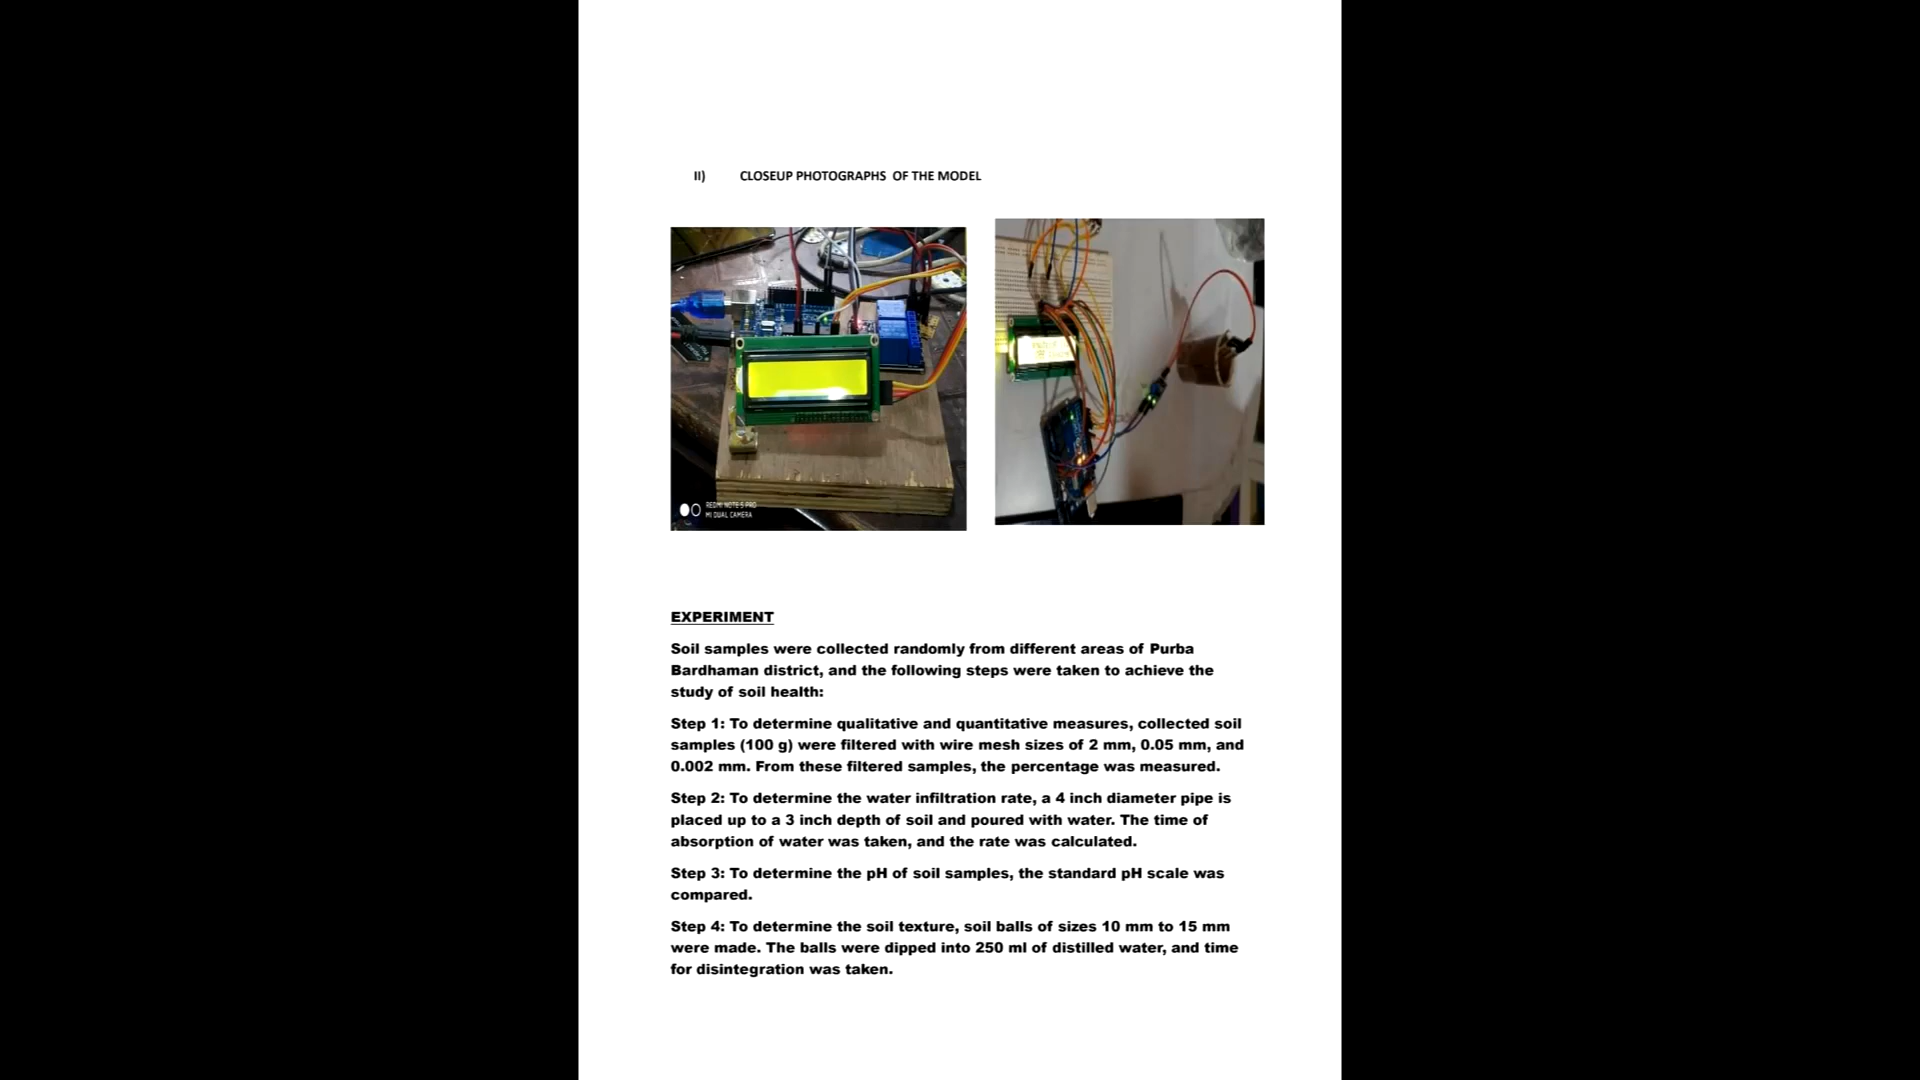 II) CLOSEUP PHOTOGRAPHS OF THE MODEL
REDMI NOTE 5 PRO
MI DUAL CAMERA
EXPERIMENT
Soil samples were collected randomly from different areas of Purba
Bardhaman district, and the following steps were taken to achieve the
study of soil health:
Step 1: To determine qualitative and quantitative measures, collected soil
samples (100 g) were filtered with wire mesh sizes of 2 mm, 0.05 mm, and
0.002 mm. From these filtered samples, the percentage was measured.
Step 2: To determine the water infiltration rate, a 4 inch diameter pipe is
placed up to a 3 inch depth of soil and poured with water. The time of
absorption of water was taken, and the rate was calculated.
Step 3: To determine the pH of soil samples, the standard pH scale was
compared.
Step 4: To determine the soil texture, soil balls of sizes 10 mm to 15 mm
were made. The balls were dipped into 250 ml of distilled water, and time
for disintegration was taken.